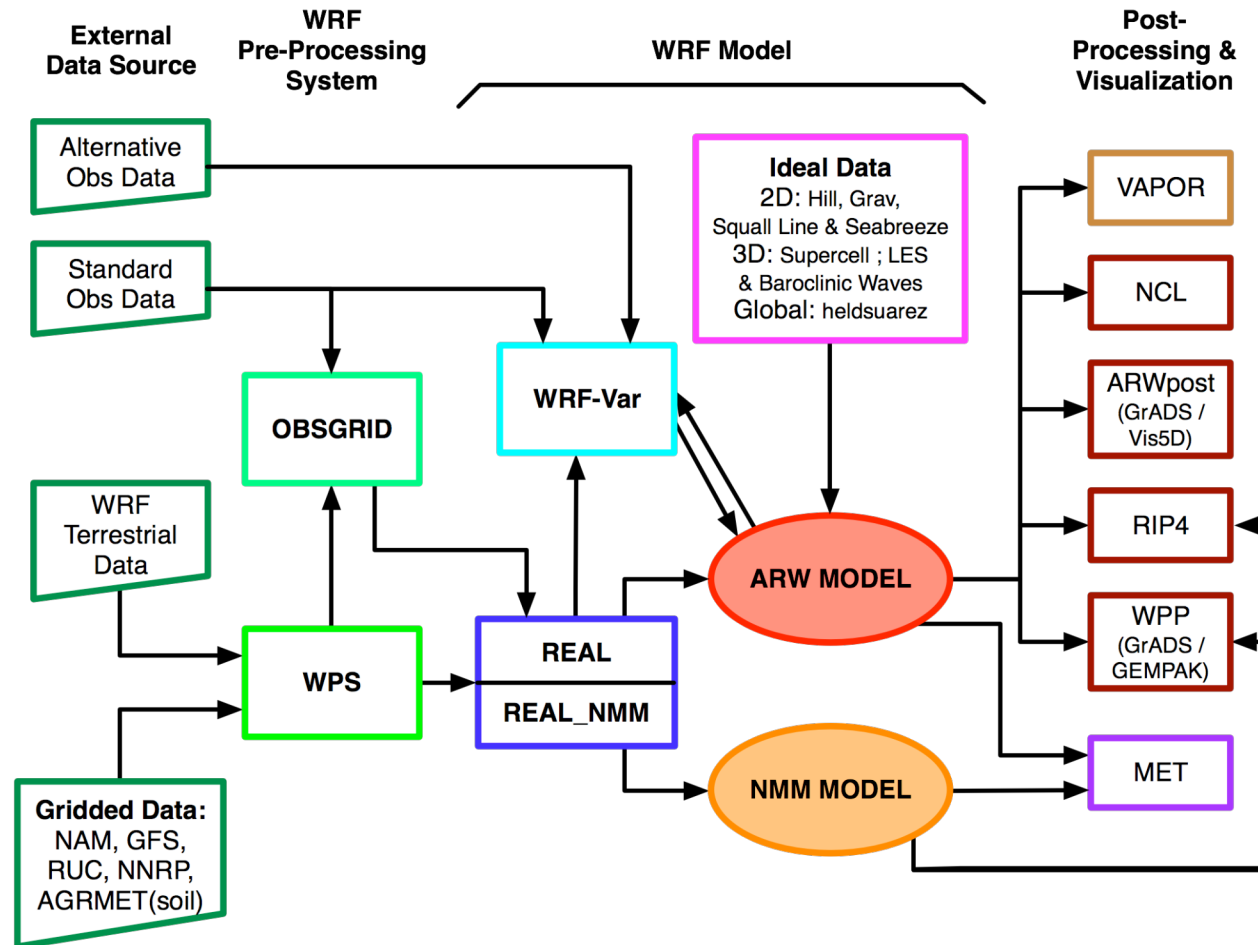 External
Data Source
WRF
Pre-Processing
System
WRF Model
Post-
Processing &
Visualization
Alternative
Obs Data
Standard
Obs Data
WRF
Terrestrial
Data
Gridded Data:
NAM, GFS,
RUC, NNRP,
AGRMET(soil)
OBSGRID
WPS
WRF-Var
REAL
REAL_NMM
Ideal Data
2D: Hill, Grav,
Squall Line & Seabreeze
3D: Supercell ; LES
& Baroclinic Waves
Global: heldsuarez
ARW MODEL
NMM MODEL
VAPOR
NCL
ARWpost
(GrADS /
Vis5D)
RIP4
WPP
(GrADS /
GEMPAK)
MET